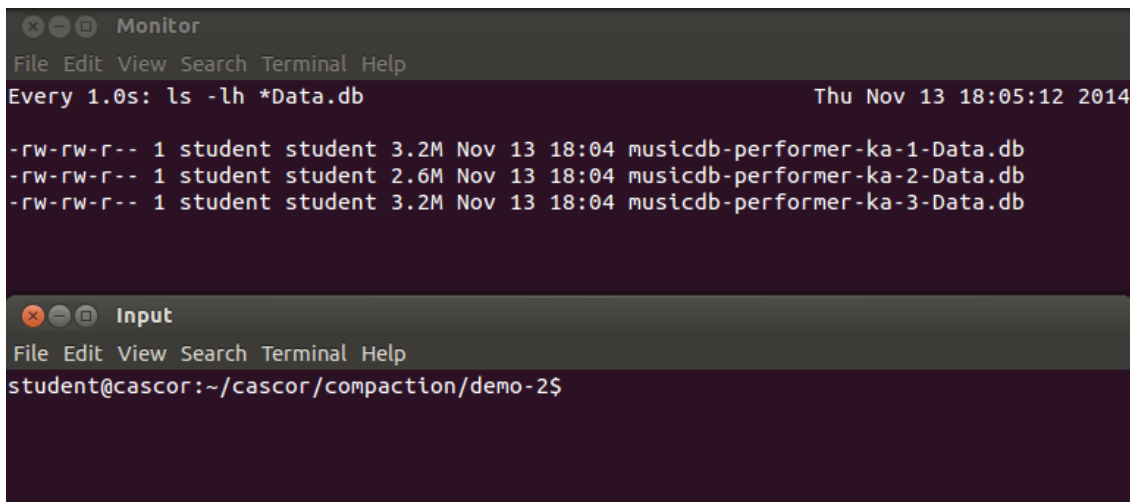 Monitor
File Edit View Search Terminal Help
Every 1.0s: ls -lh *Data.db Thu Nov 13 18:05:12 2014
-rw-rw-r-- 1 student student 3.2M Nov 13 18:04 musicdb-performer-ka-1-Data.db
-rw-rw-r-- 1 student student 2.6M Nov 13 18:04 musicdb-performer-ka-2-Data.db
-rw-rw-r-- 1 student student 3.2M Nov 13 18:04 musicdb-performer-ka-3-Data.db
Input
File Edit View Search Terminal Help
student@cascor:~/cascor/compaction/demo-2$